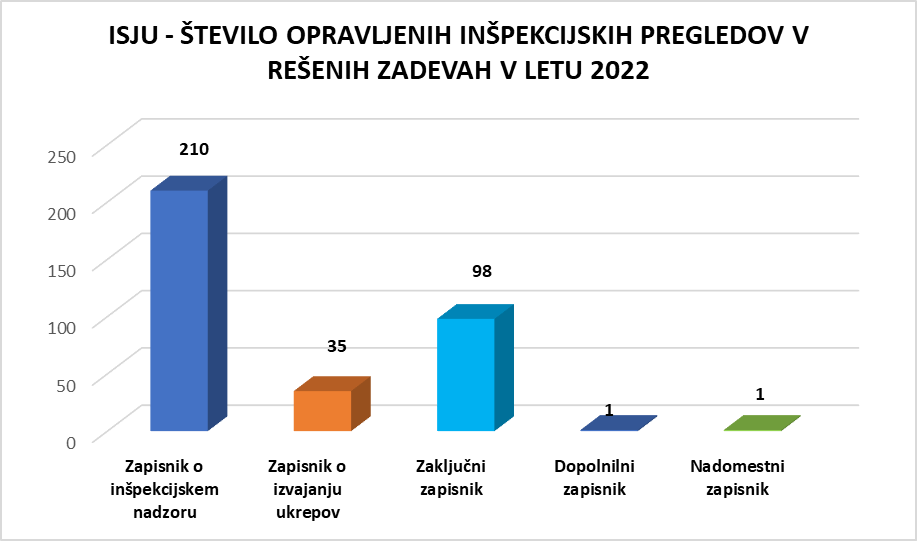 ISJU - ŠTEVILO OPRAVLJENIH INŠPEKCIJSKIH PREGLEDOV V
REŠENIH ZADEVAH V LETU 2022
250
200
150
100
50
0
210
35
98
1
1
Zapisnik o
inšpekcijskem
nadzoru
Zapisnik o
izvajanju
ukrepov
Zaključni
zapisnik
Dopolnilni
zapisnik
Nadomestni
zapisnik